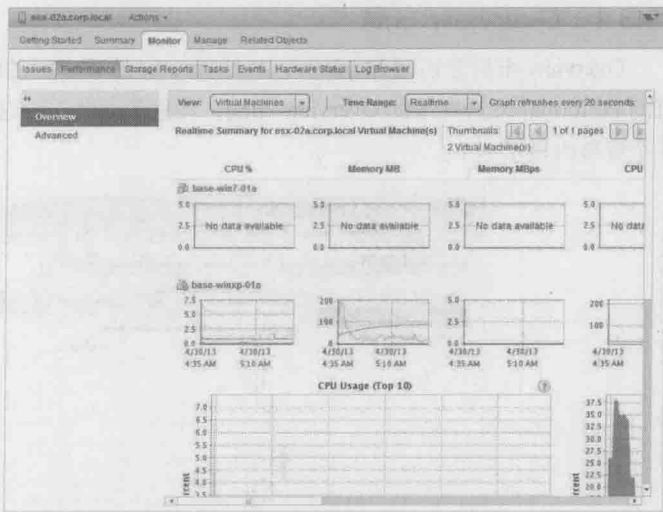 esx-02a.corp.local Actions
Getting Started Summary Monitor Manage Related Objects
Issues Performance Storage Reports Tasks Events Hardware Status Log Browser
Overview
Advanced
View: Virtual Machines Time Range: Realtime Graph refreshes every 20 seconds
Realtime Summary for esx-02a.corp.local Virtual Machine(s) Thumbnails: 1 of 1 pages
2 Virtual Machine(s)
CPU % Memory MB Memory MBps CPU
base-win7-01a
5.0 5.0 5.0 5.0
2.5 No data available 2.5 No data available 2.5 No data available 2.5 No data
0.0 0.0 0.0 0.0
base-winxp-01a
7.5 200 5.0 200
5.0
2.5 100 2.5 100
0.0 0 0.0 0
4/30/13 4/30/13 4/30/13 4/30/13 4/30/13 4/30/13 4/30/13
4:35 AM 5:10 AM 4:35 AM 5:10 AM 4:35 AM 5:10 AM 4:35 AM
CPU Usage (Top 10)
7.0
6.5
6.0
5.5
5.0
4.5
4.0
3.5
37.5
35.0
32.5
30.0
27.5
25.0
22.5
20.0